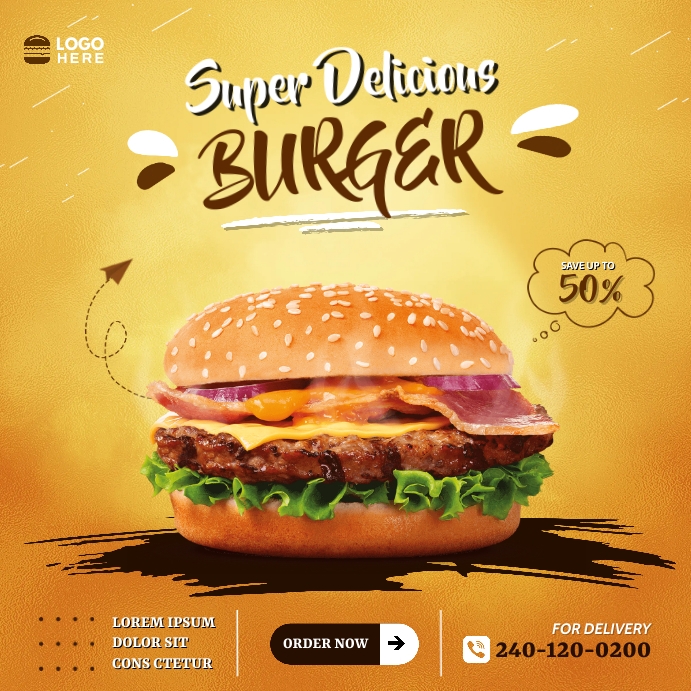 LOGO
HERE
Super Delicious
BURGER
SAVE UP TO
50%
LOREM IPSUM
DOLOR SIT
CONS CTETUR
ORDER NOW
FOR DELIVERY
240-120-0200